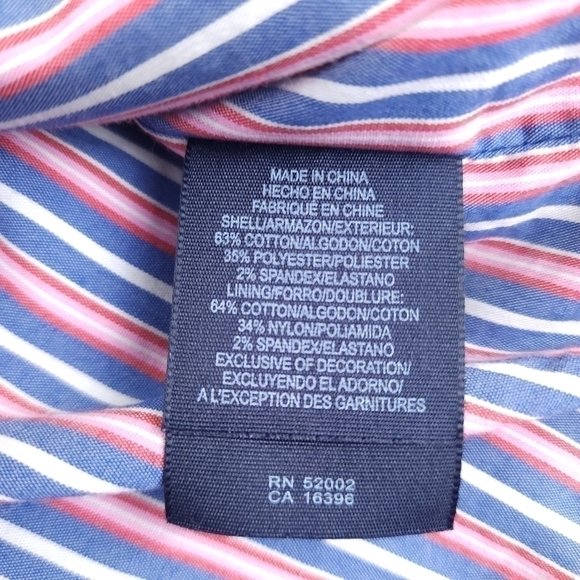 MADE IN CHINA
HECHO EN CHINA
FABRIQUÉ EN CHINE
SHELL/ARMAZON/EXTERIEUR:
63% COTTON/ALGODON/COTON
35% POLYESTER/POLIESTER
2% SPANDEX/ELASTANO
LINING/FORRO/DOUBLURE:
64% COTTON/ALGODON/COTON
34% NYLON/POLIAMIDA
2% SPANDEX/ELASTANO
EXCLUSIVE OF DECORATION/
EXCLUYENDO EL ADORNO/
A L'EXCEPTION DES GARNITURES
RN 52002
CA 16396